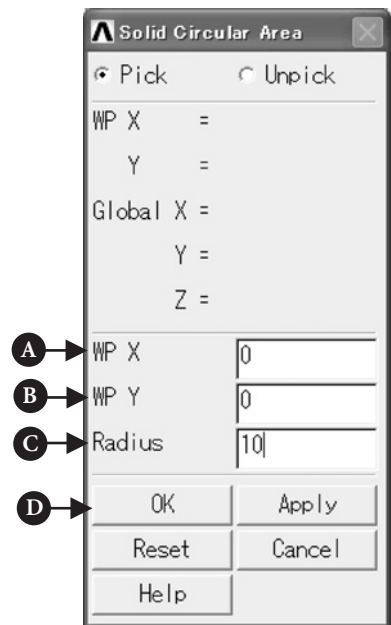 Solid Circular Area
Pick Unpick
WP X =
Y =
Global X =
Y =
Z =
A WP X 0
B WP Y 0
C Radius 10
D OK Apply
Reset Cancel
Help